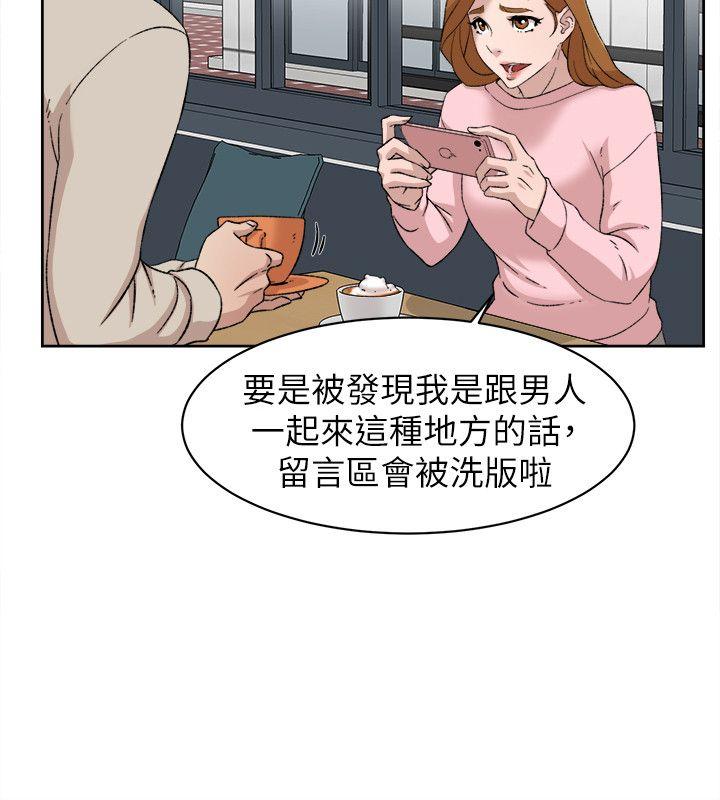 要是被發現我是跟男人
一起來這種地方的話，
留言區會被洗版啦